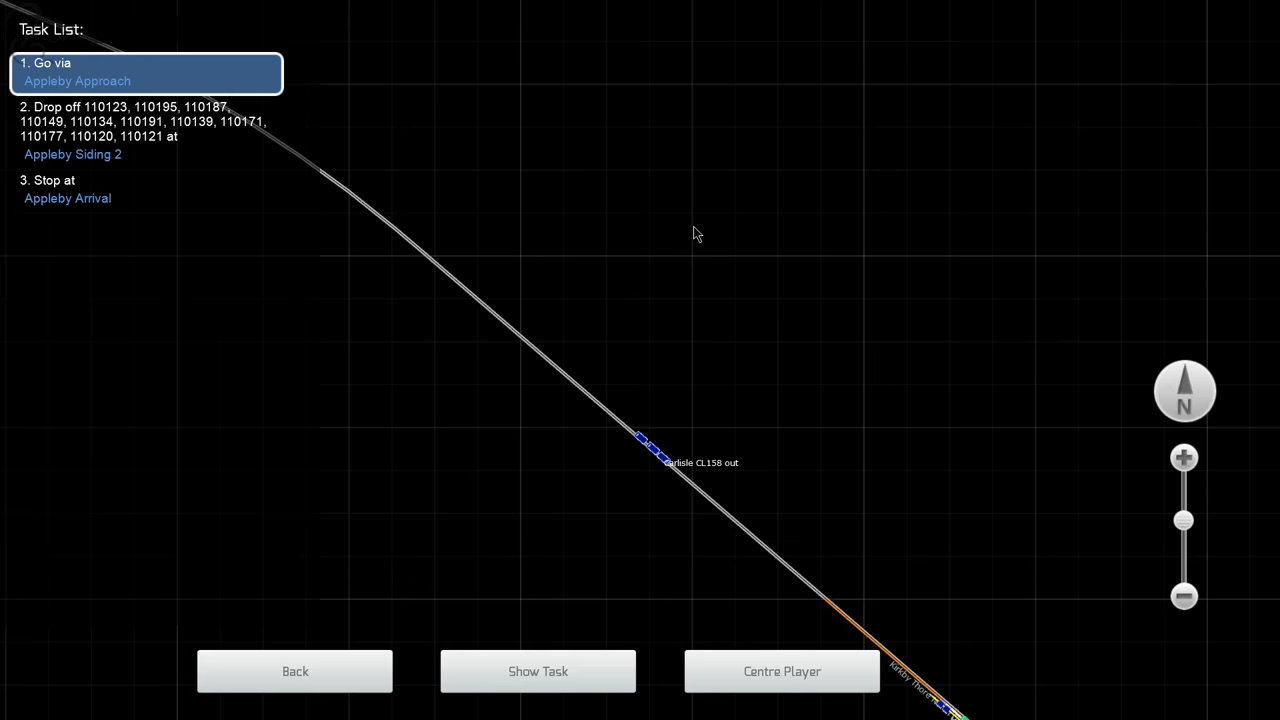 Task List:
1. Go via
Appleby Approach
2. Drop off 110123, 110195, 110187,
110149, 110134, 110191, 110139, 110171,
110177, 110120, 110121 at
Appleby Siding 2
3. Stop at
Appleby Arrival
Carlisle CL158 out
N
Kirkby Thore
Back
Show Task
Centre Player